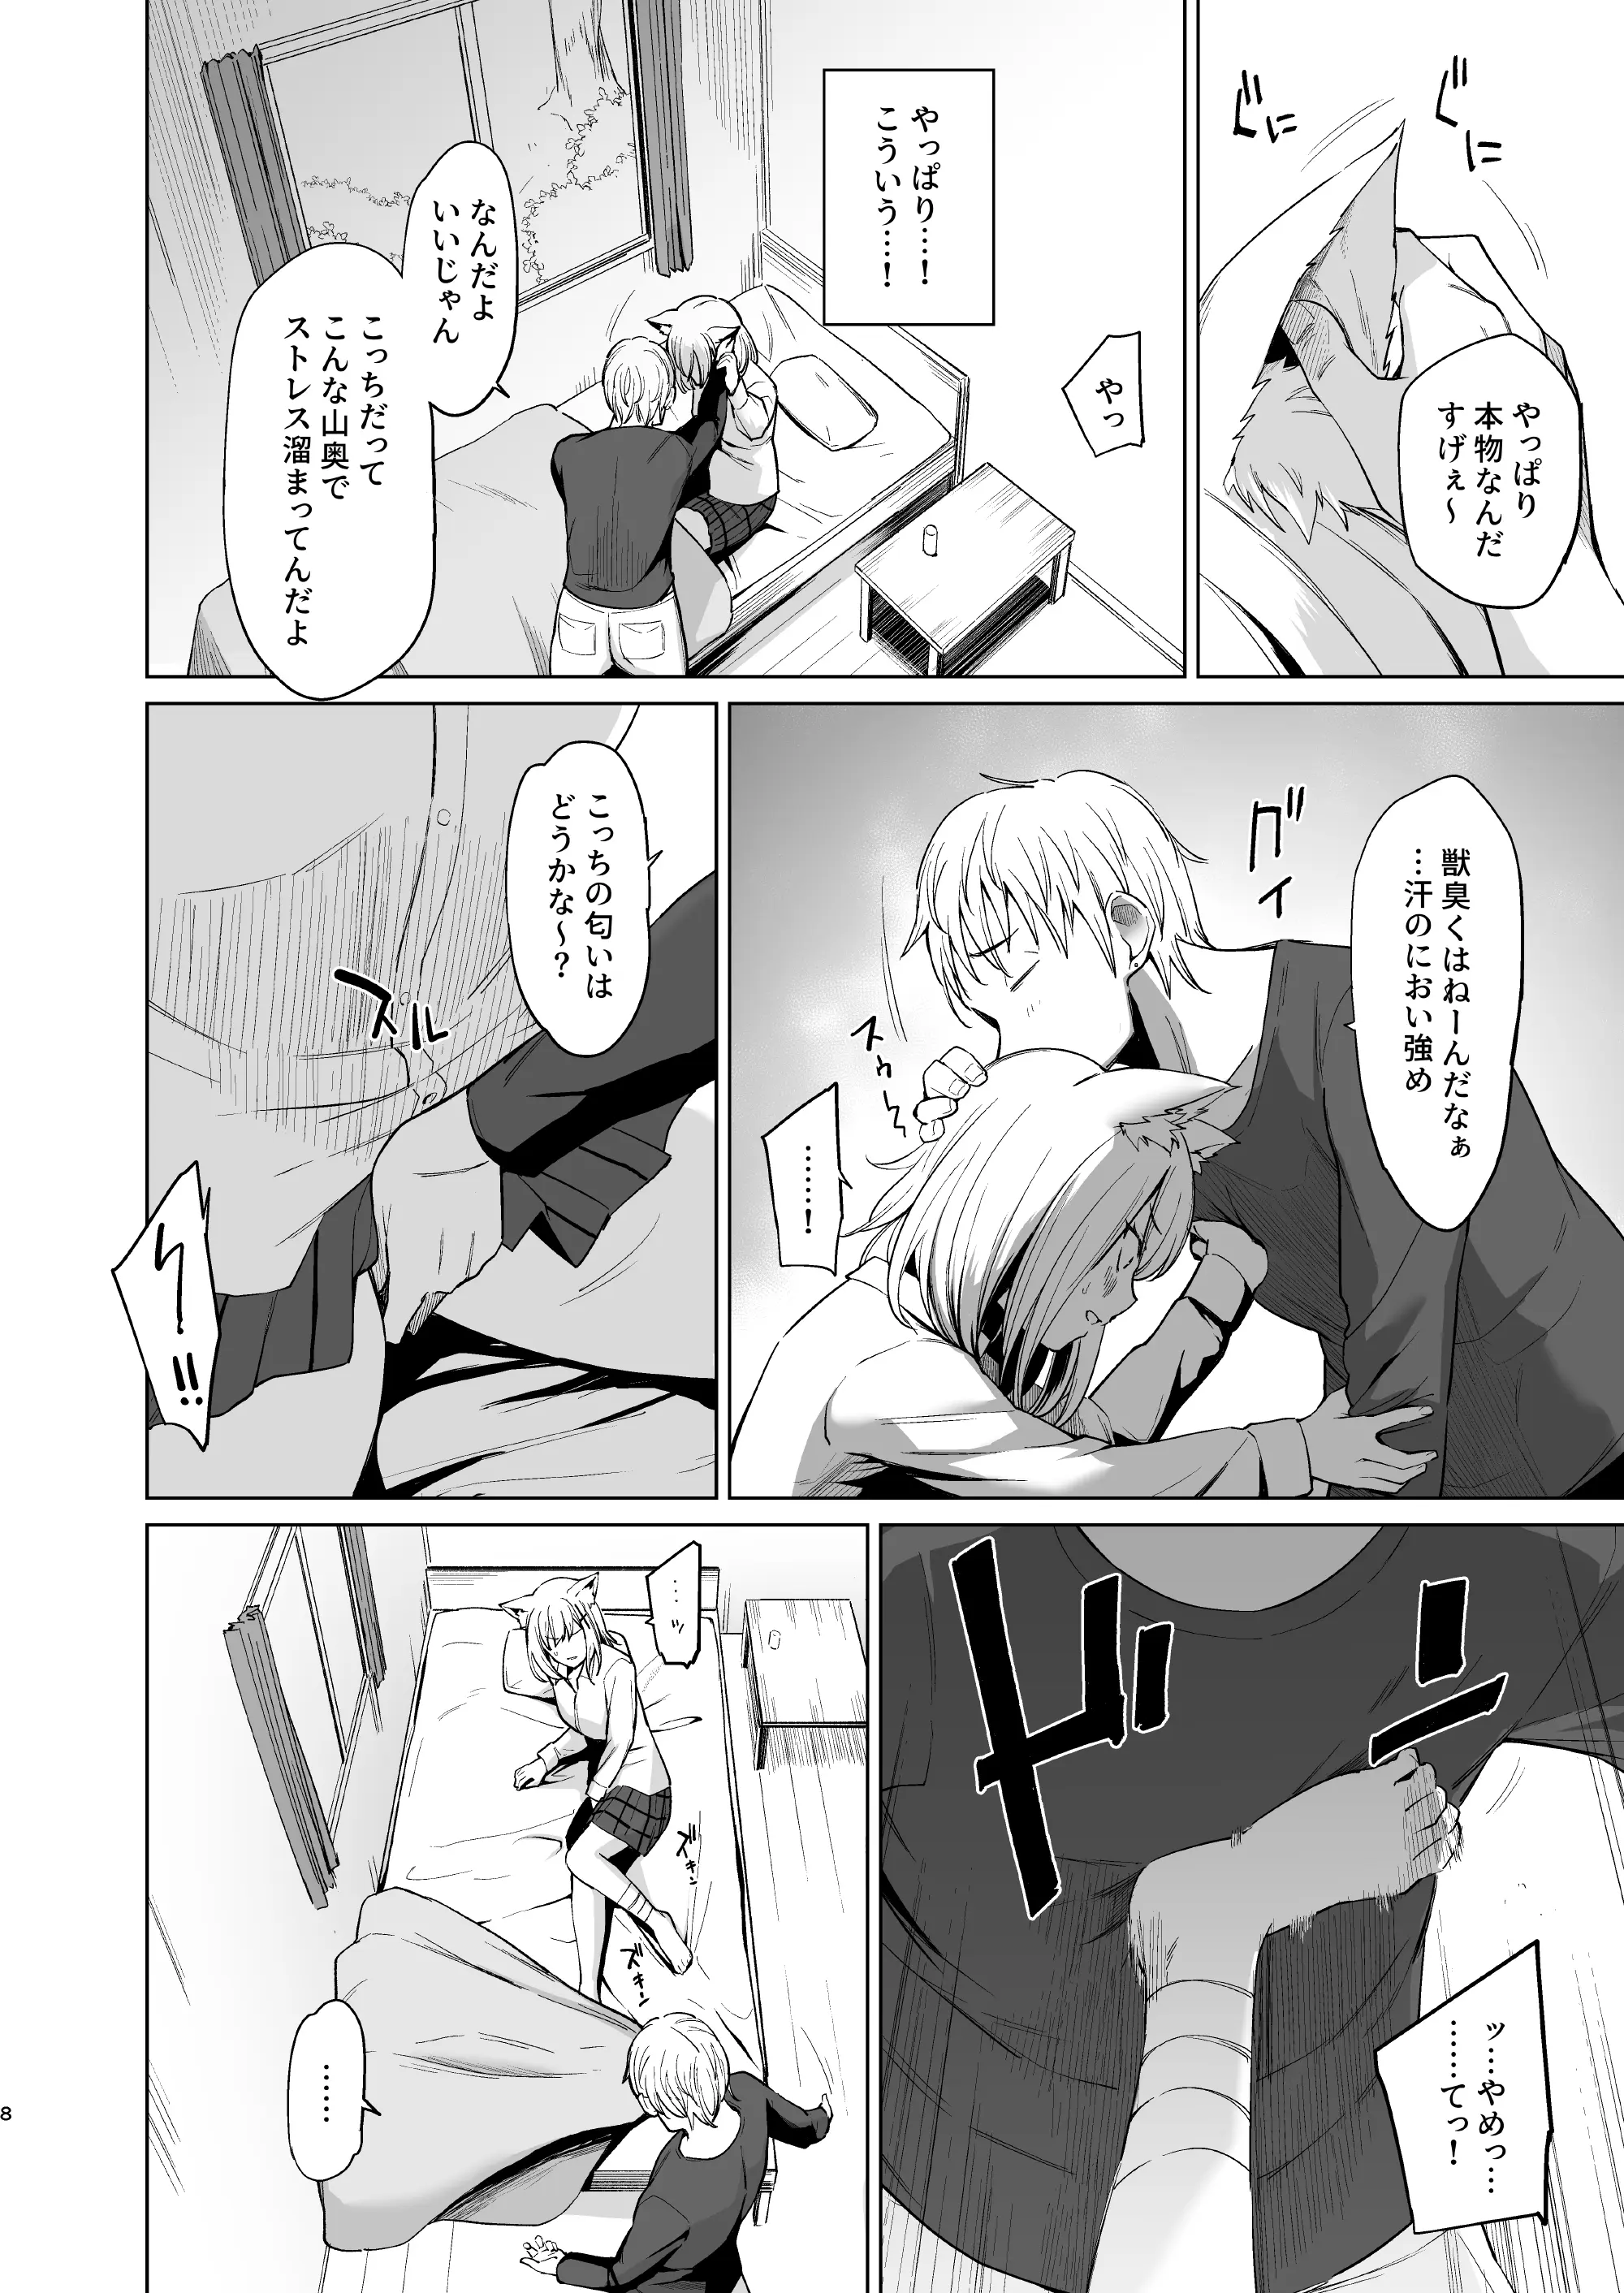 ぐに
ぐに
やっぱり
本物なんだ
すげぇ～
やっ
やっぱり…！
こういう…！
なんだよ
いいじゃん
こっちだって
こんな山奥で
ストレス溜まってんだよ
獣臭くはねーんだなぁ
…汗のにおい強め
グイ
スゥ
………！
こっちの匂いは
どうかな～？
ズル
！！
ドンッ
ッ…やめっ…
……てっ！
…〃
ズキン
ズキン
……
8